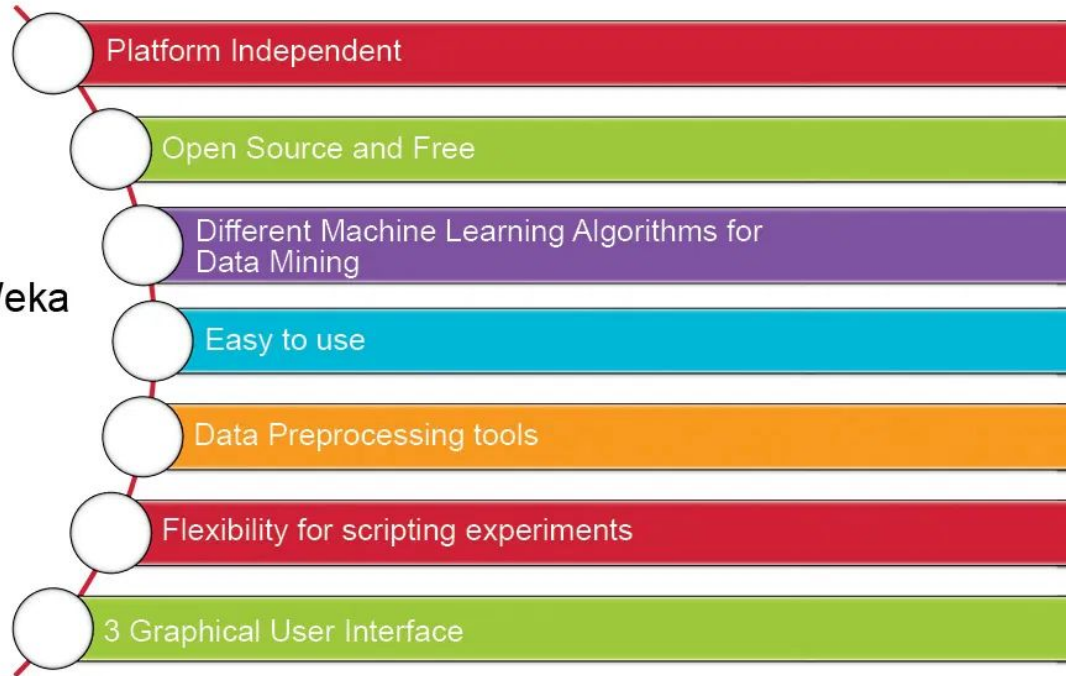 Platform Independent
Open Source and Free
Different Machine Learning Algorithms for
Data Mining
eka
Easy to use
Data Preprocessing tools
Flexibility for scripting experiments
3 Graphical User Interface